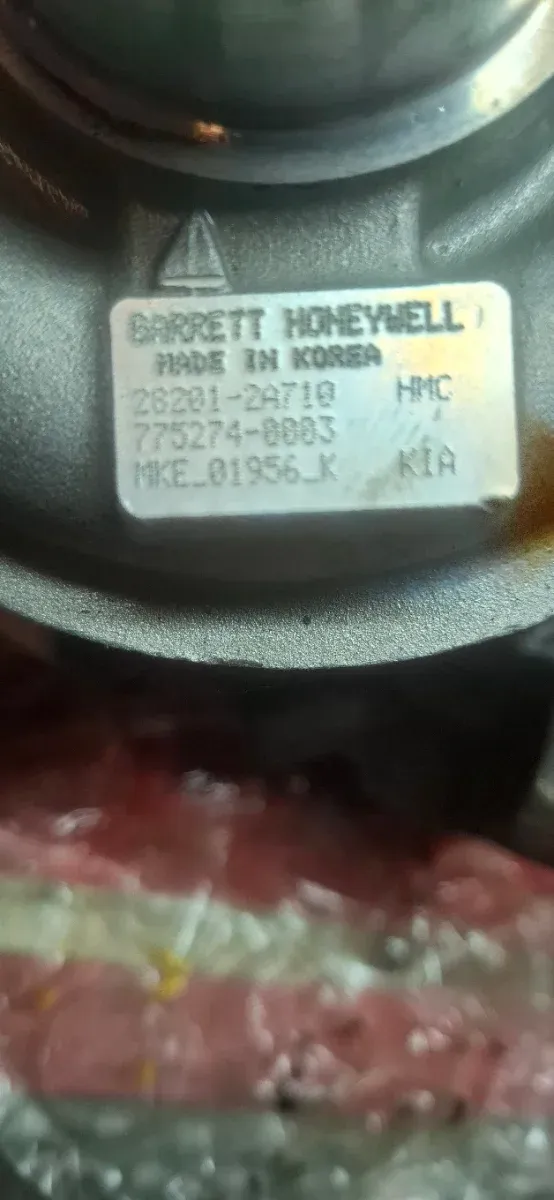 GARRETT HONEYWELL
MADE IN KOREA
28201-2A710 HMC
775274-0003
MKE_01956_K KIA